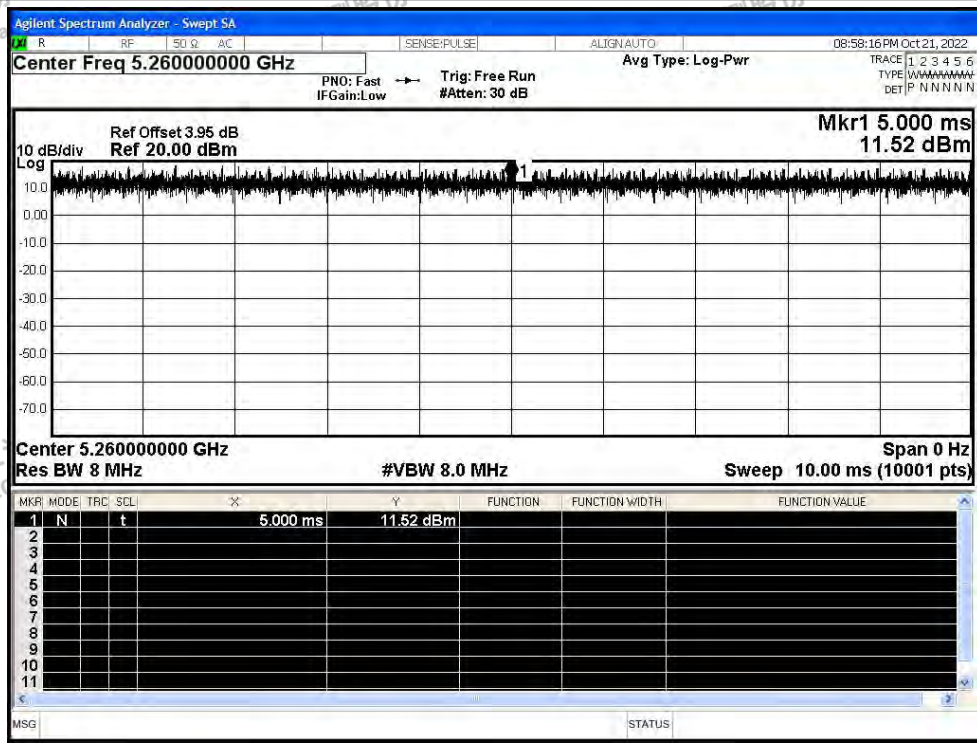 Agilent Spectrum Analyzer - Swept SA
R RF 50 Ω AC SENSE:PULSE ALIGN AUTO 08:58:16 PM Oct 21, 2022
Center Freq 5.260000000 GHz
Avg Type: Log-Pwr
TRACE 1 2 3 4 5 6
TYPE
DET P N N N N N
PNO: Fast
IFGain:Low
Trig: Free Run
#Atten: 30 dB
Mkr1 5.000 ms
11.52 dBm
Ref Offset 3.95 dB
10 dB/div Ref 20.00 dBm
Log
1
10.0
0.00
-10.0
-20.0
-30.0
-40.0
-50.0
-60.0
-70.0
Center 5.260000000 GHz Span 0 Hz
Res BW 8 MHz #VBW 8.0 MHz Sweep 10.00 ms (10001 pts)
MKR MODE TRC SCL X Y FUNCTION FUNCTION WIDTH FUNCTION VALUE
1 N t 5.000 ms 11.52 dBm
2
3
4
5
6
7
8
9
10
11
MSG STATUS